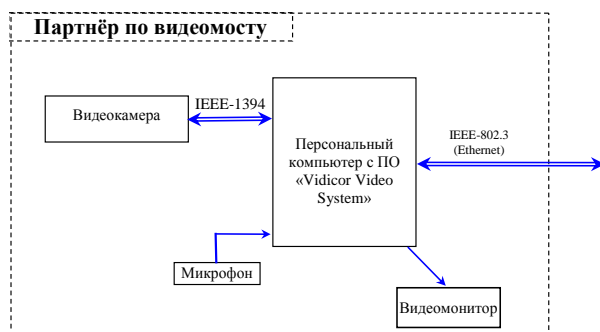 Партнёр по видеомосту
IEEE-1394
Видеокамера
Персональный
компьютер с ПО
«Vidicor Video
System»
IEEE-802.3
(Ethernet)
Микрофон
Видеомонитор